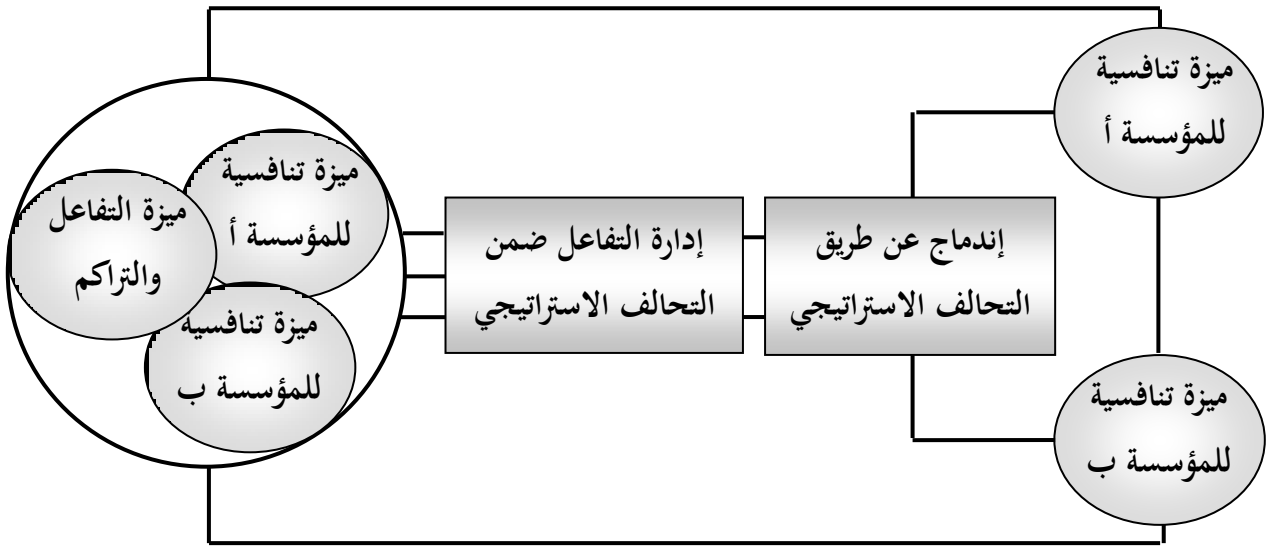 ميزة تنافسية
للمؤسسة أ
ميزة تنافسية
للمؤسسة ب
إندماج عن طريق
التحالف الاستراتيجي
إدارة التفاعل ضمن
التحالف الاستراتيجي
ميزة تنافسية
للمؤسسة أ
ميزة التفاعل
والتراكم
ميزة تنافسية
للمؤسسة ب